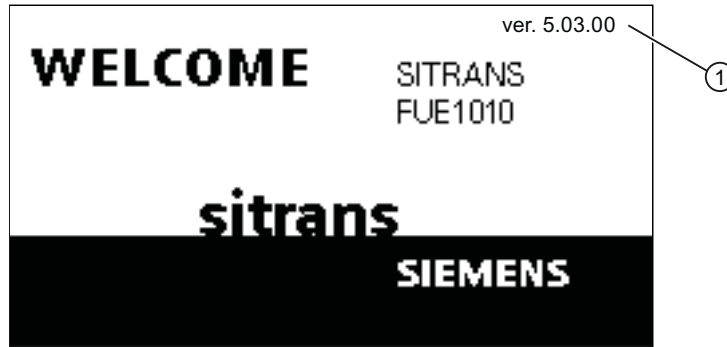 ver. 5.03.00
WELCOME
SITRANS
FUE1010
1
sitrans
SIEMENS